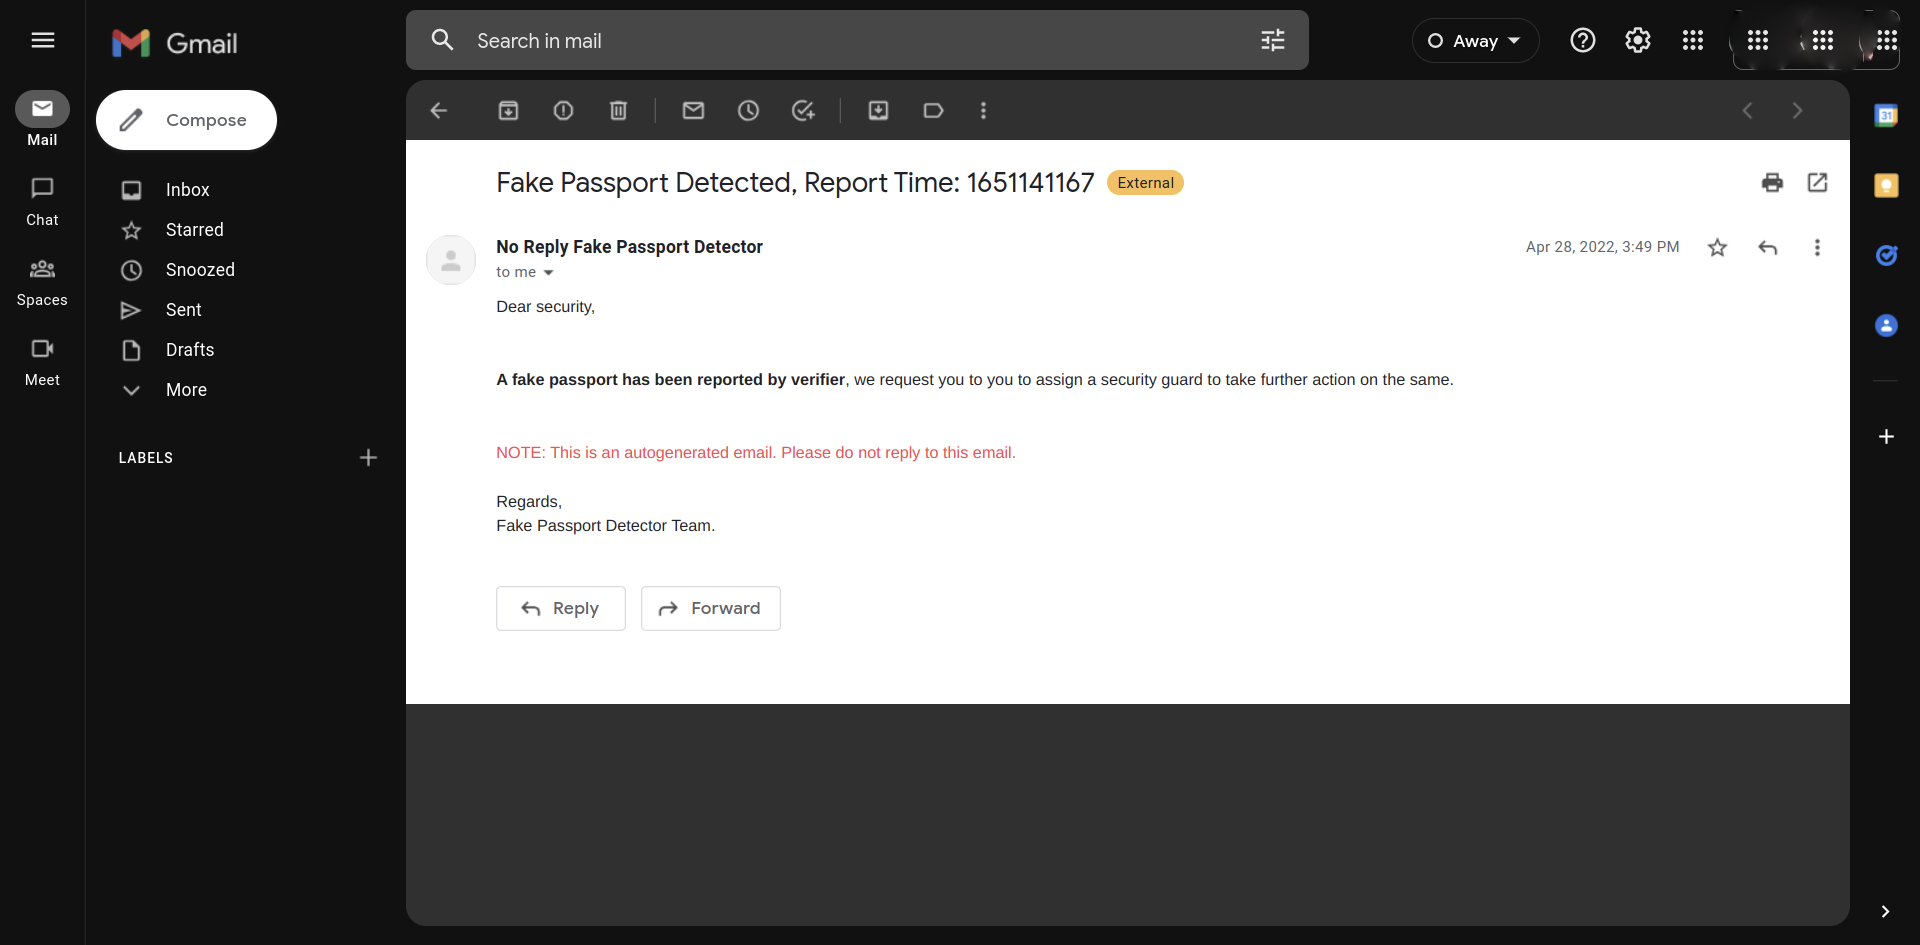 Gmail
Search in mail
Away
Mail
Compose
Chat
Spaces
Meet
Inbox
Starred
Snoozed
Sent
Drafts
More
LABELS
31
Fake Passport Detected, Report Time: 1651141167 External
No Reply Fake Passport Detector
Apr 28, 2022, 3:49 PM
to me
Dear security,
A fake passport has been reported by verifier, we request you to you to assign a security guard to take further action on the same.
NOTE: This is an autogenerated email. Please do not reply to this email.
Regards,
Fake Passport Detector Team.
Reply
Forward